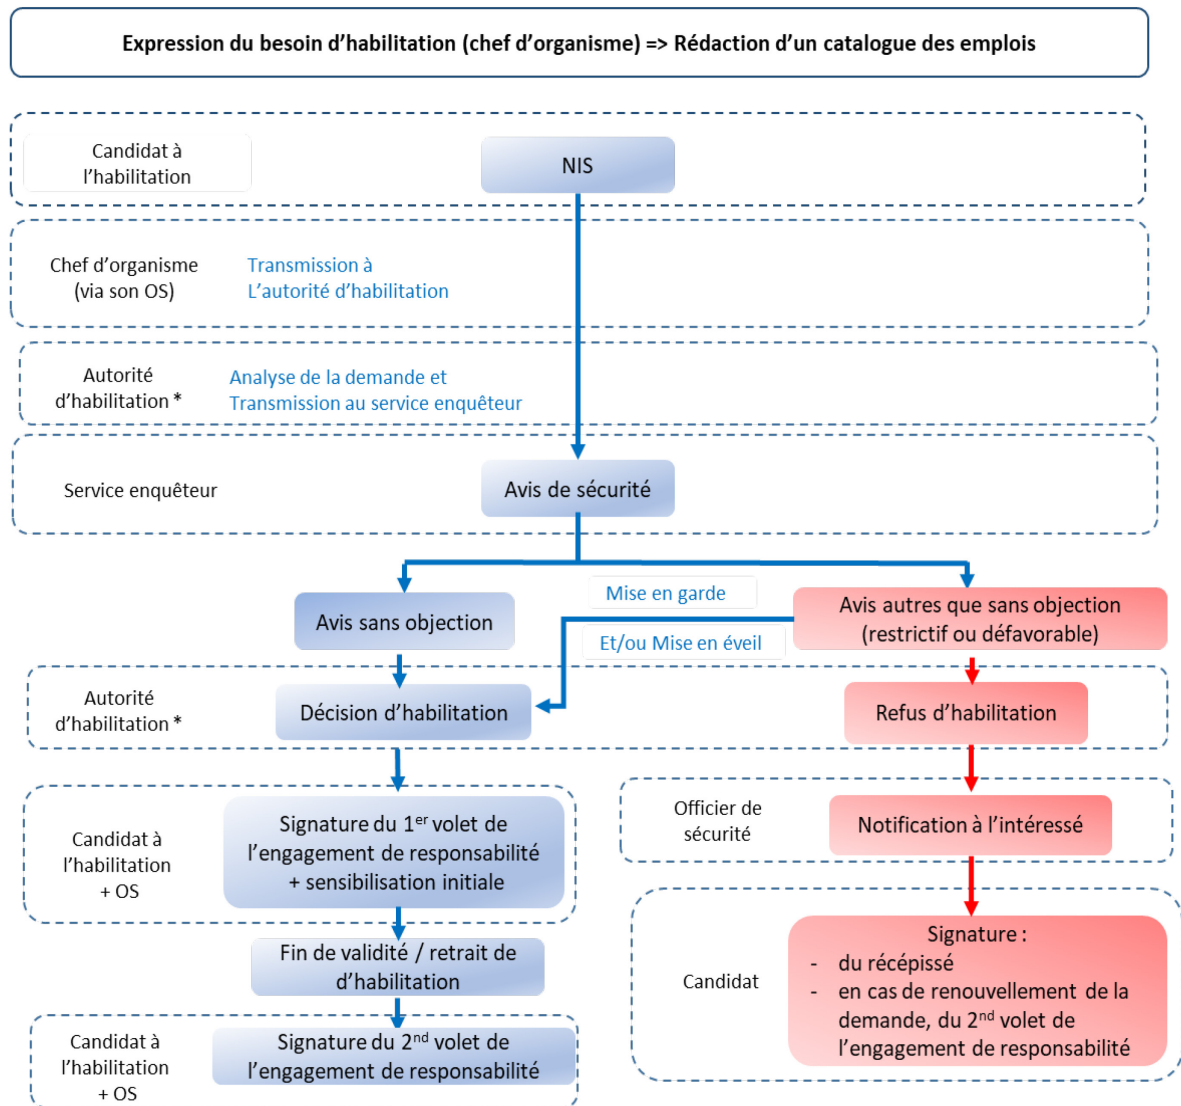 Expression du besoin d’habilitation (chef d’organisme) => Rédaction d’un catalogue des emplois
Candidat à
l’habilitation
NIS
Chef d’organisme
(via son OS)
Transmission à
L’autorité d’habilitation
Autorité
d’habilitation *
Analyse de la demande et
Transmission au service enquêteur
Service enquêteur
Avis de sécurité
Avis sans objection
Mise en garde
Et/ou Mise en éveil
Avis autres que sans objection
(restrictif ou défavorable)
Autorité
d’habilitation *
Décision d’habilitation
Refus d’habilitation
Candidat à
l’habilitation
+ OS
Signature du 1er volet de
l’engagement de responsabilité
+ sensibilisation initiale
Officier de
sécurité
Notification à l’intéressé
Fin de validité / retrait de
d’habilitation
Candidat
Signature :
- du récépissé
- en cas de renouvellement de la
demande, du 2nd volet de
l’engagement de responsabilité
Candidat à
l’habilitation
+ OS
Signature du 2nd volet de
l’engagement de responsabilité